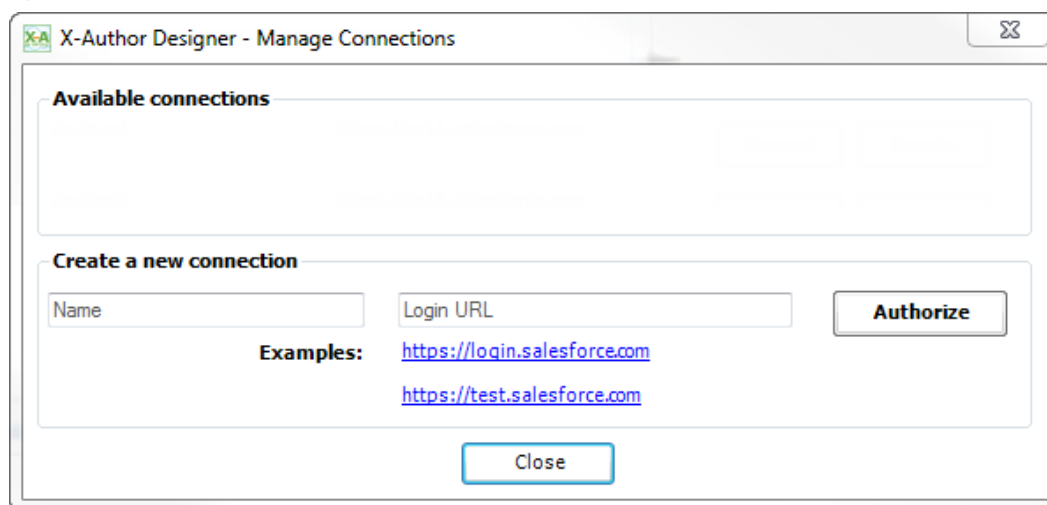 X-A X-Author Designer - Manage Connections
Available connections
Create a new connection
Name Login URL Authorize
Examples: https://login.salesforce.com
https://test.salesforce.com
Close